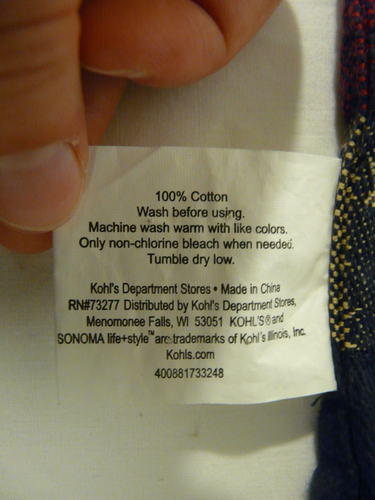 100% Cotton
Wash before using.
Machine wash warm with like colors.
Only non-chlorine bleach when needed.
Tumble dry low.
Kohl's Department Stores • Made in China
RN#73277 Distributed by Kohl's Department Stores,
Menomonee Falls, WI 53051 KOHL'S® and
SONOMA life+style™ are trademarks of Kohl's Illinois, Inc.
Kohls.com
400881733248